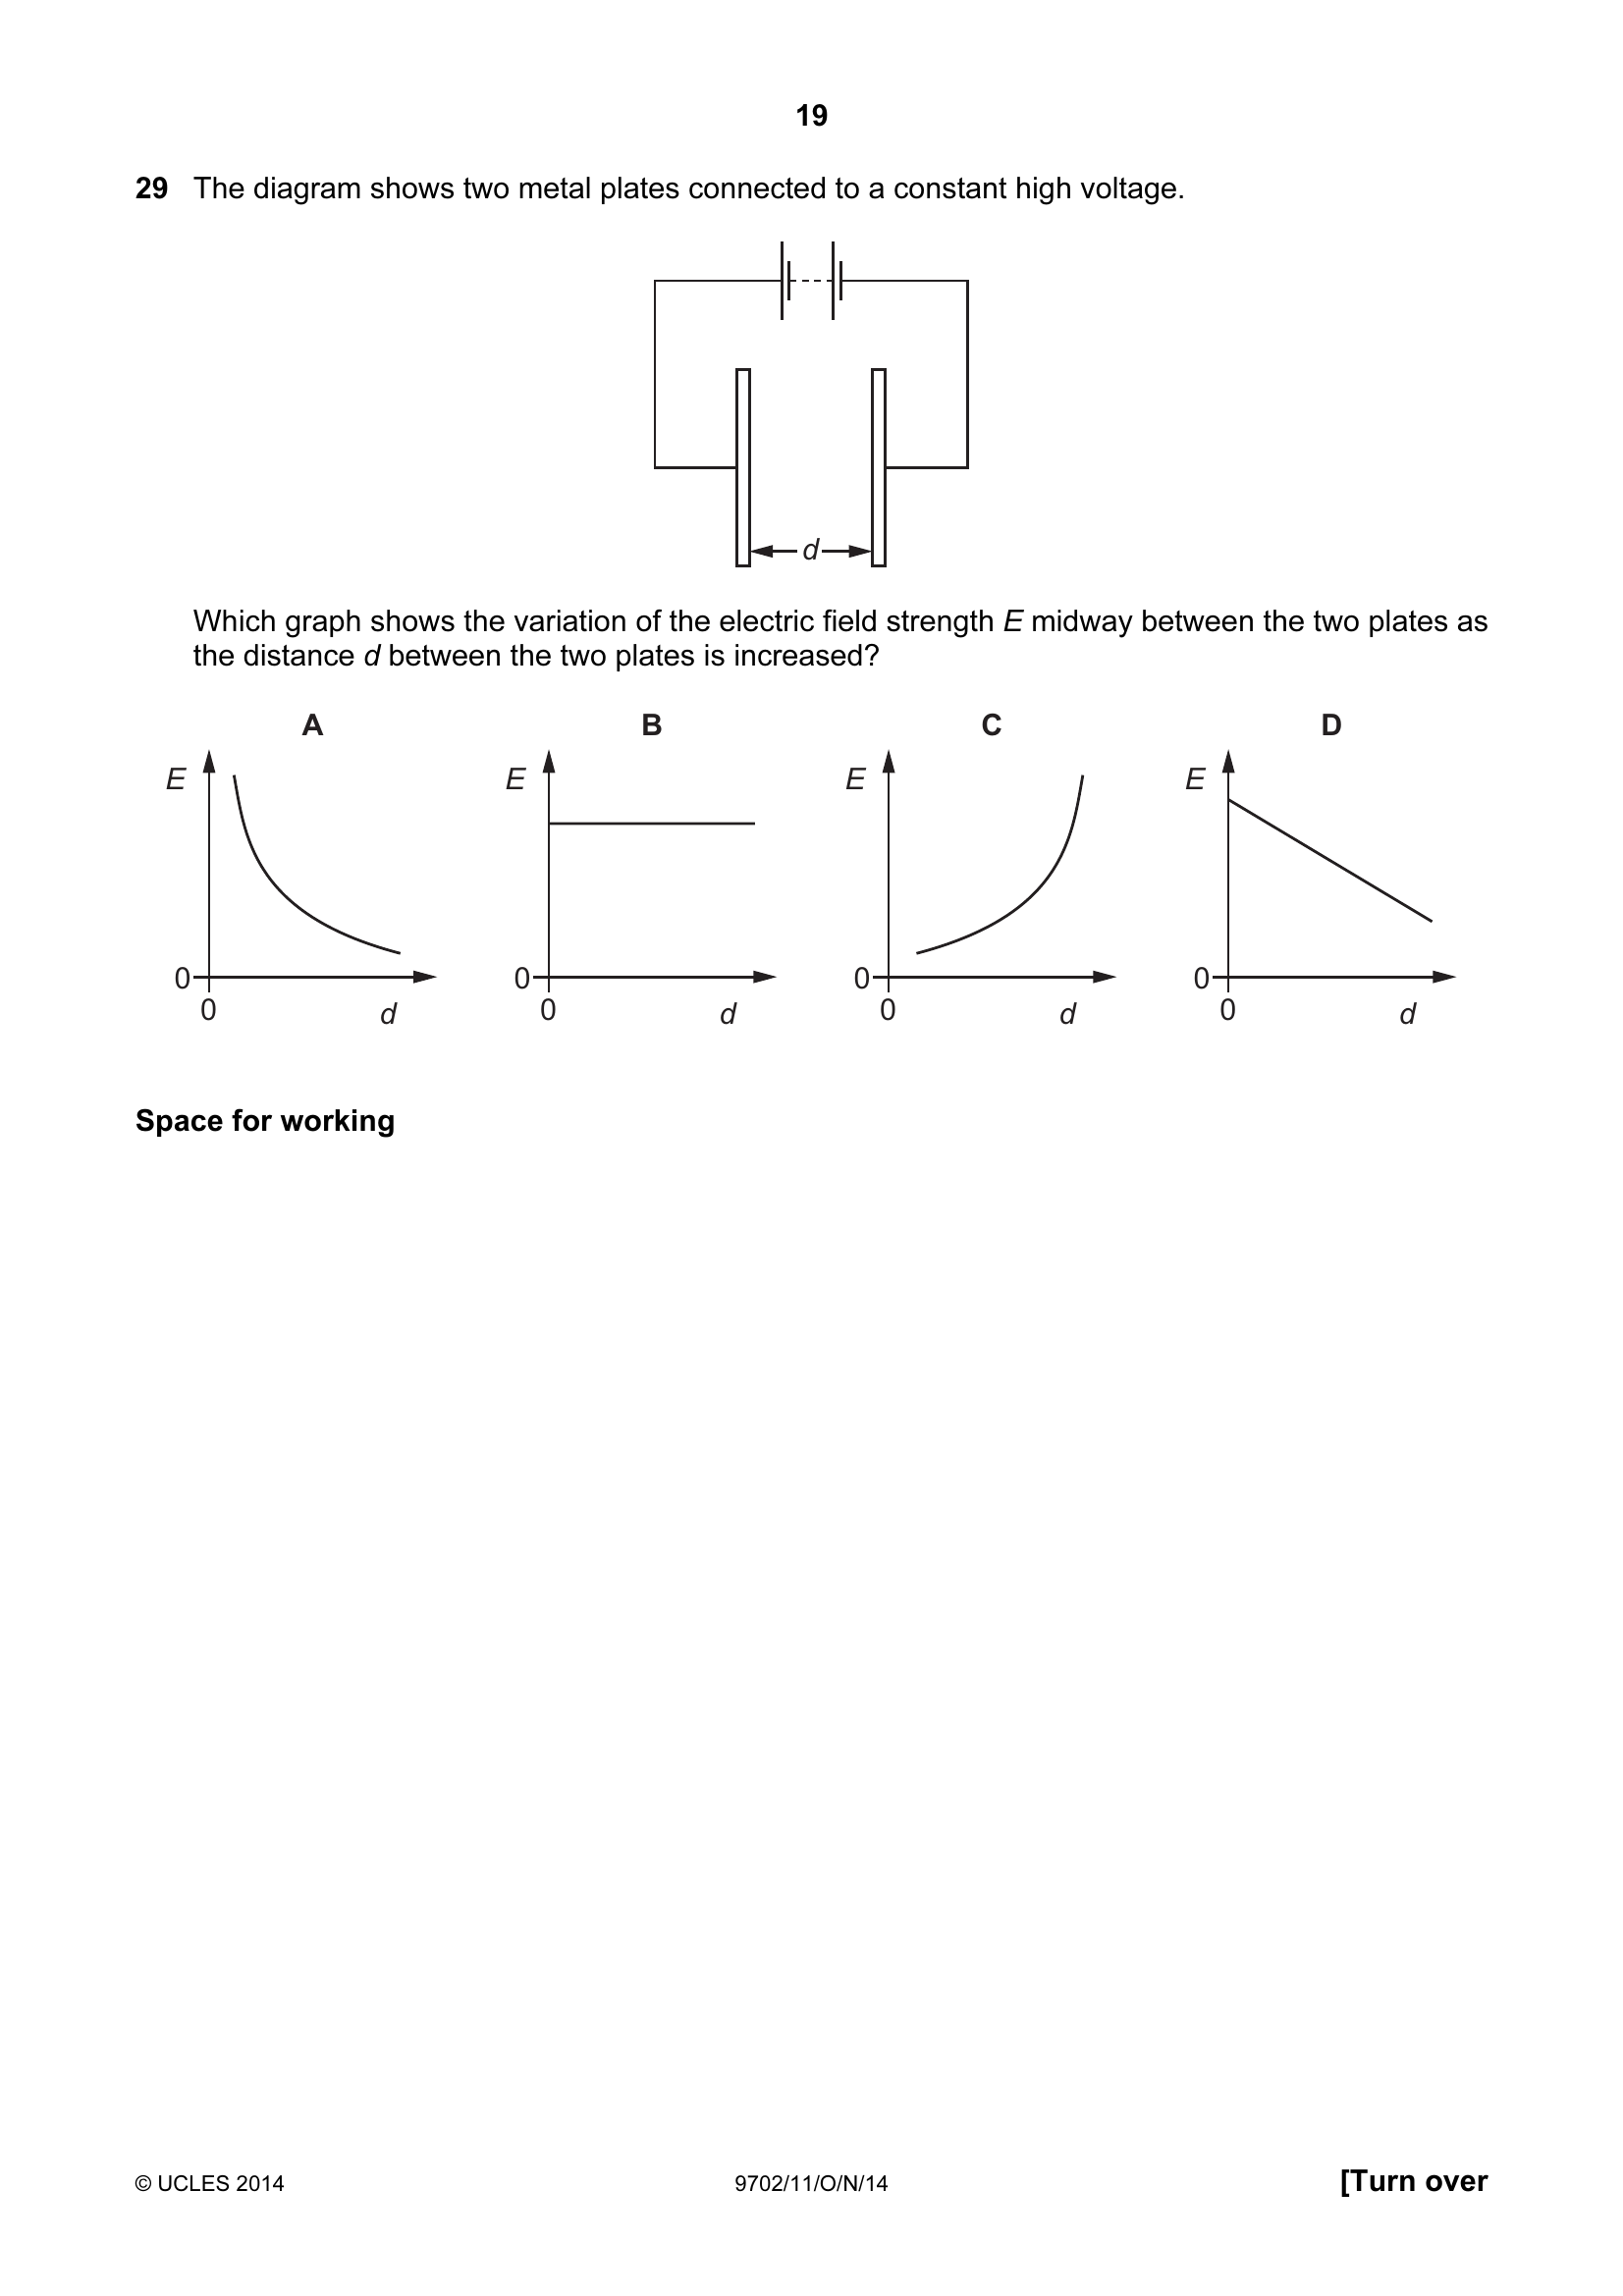 19
29 The diagram shows two metal plates connected to a constant high voltage.
d
Which graph shows the variation of the electric field strength E midway between the two plates as
the distance d between the two plates is increased?
A B C D
E E E E
0 0 0 0
0 d 0 d 0 d 0 d
Space for working
© UCLES 2014 9702/11/O/N/14 [Turn over